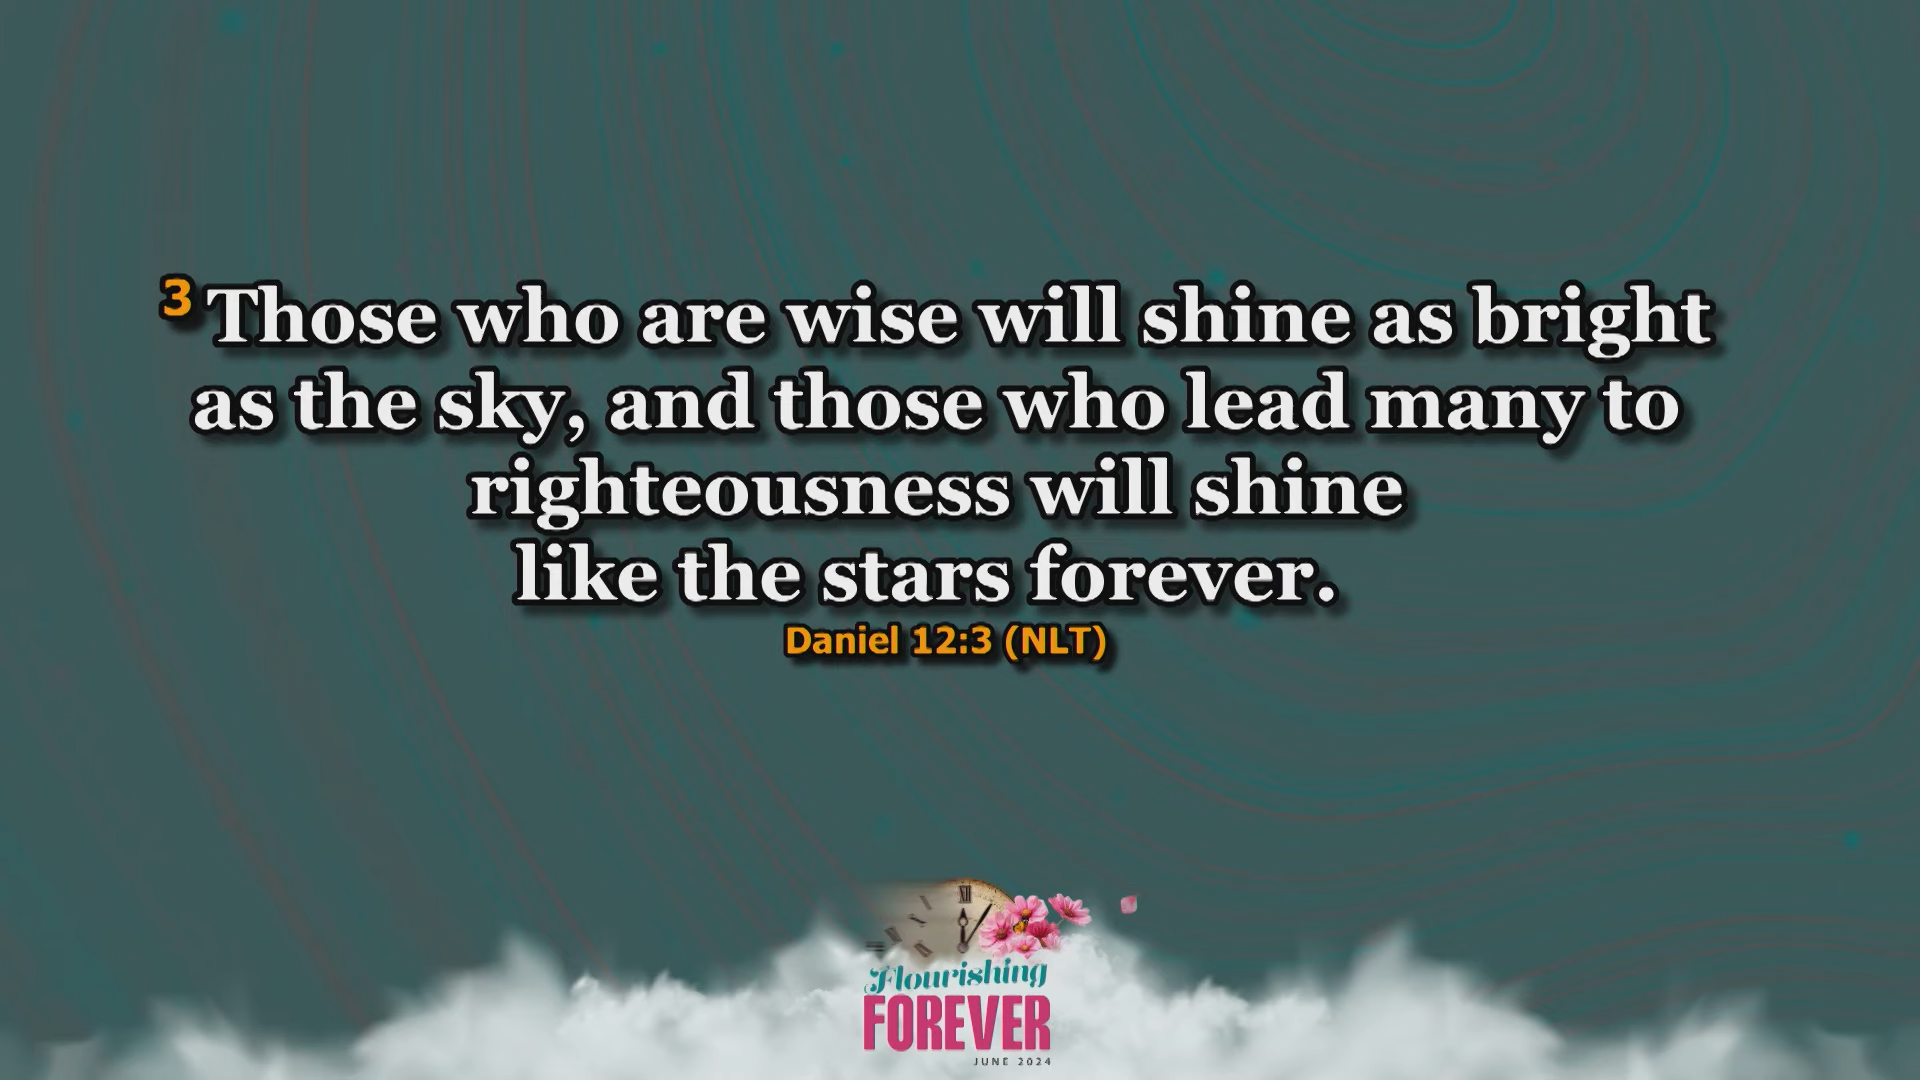 3 Those who are wise will shine as bright
as the sky, and those who lead many to
righteousness will shine
like the stars forever.
Daniel 12:3 (NLT)
XII
Flourishing
FOREVER
JUNE 2024